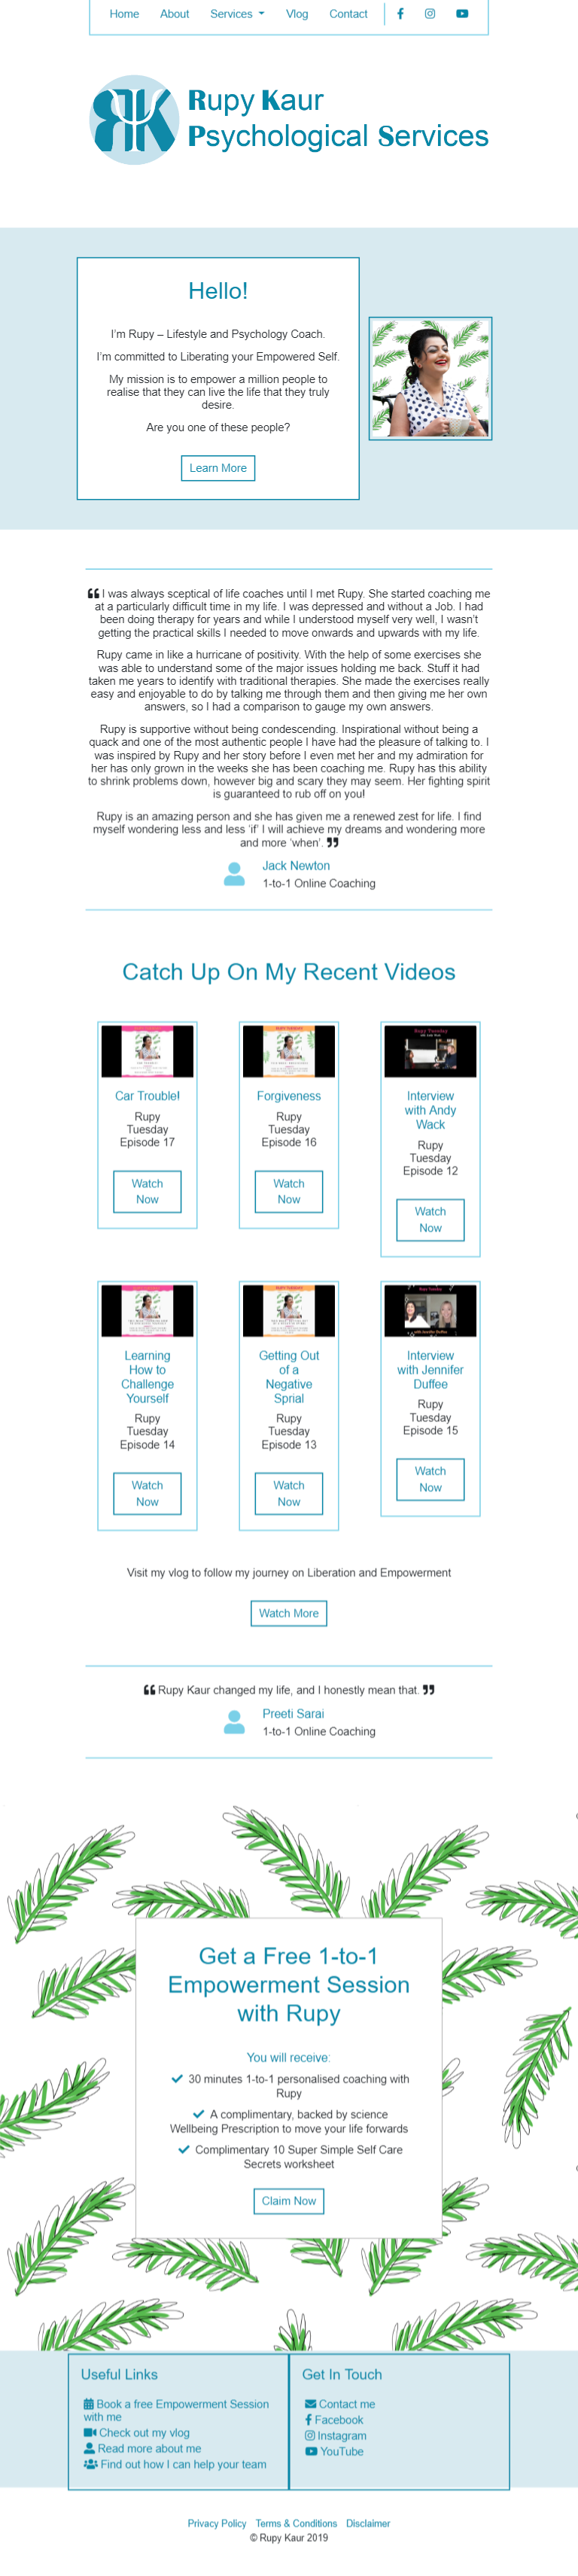 Home About Services Vlog Contact
RK
Rupy Kaur
Psychological Services
Hello!
I'm Rupy – Lifestyle and Psychology Coach.
I'm committed to Liberating your Empowered Self.
My mission is to empower a million people to
realise that they can live the life that they truly
desire.
Are you one of these people?
Learn More
I was always sceptical of life coaches until I met Rupy. She started coaching me
at a particularly difficult time in my life. I was depressed and without a Job. I had
been doing therapy for years and while I understood myself very well, I wasn't
getting the practical skills I needed to move onwards and upwards with my life.
Rupy came in like a hurricane of positivity. With the help of some exercises she
was able to understand some of the major issues holding me back. Stuff it had
taken me years to identify with traditional therapies. She made the exercises really
easy and enjoyable to do by talking me through them and then giving me her own
answers, so I had a comparison to gauge my own answers.
Rupy is supportive without being condescending. Inspirational without being a
quack and one of the most authentic people I have had the pleasure of talking to. I
was inspired by Rupy and her story before I even met her and my admiration for
her has only grown in the weeks she has been coaching me. Rupy has this ability
to shrink problems down, however big and scary they may seem. Her fighting spirit
is guaranteed to rub off on you!
Rupy is an amazing person and she has given me a renewed zest for life. I find
myself wondering less and less 'if' I will achieve my dreams and wondering more
and more 'when'.
Jack Newton
1-to-1 Online Coaching
Catch Up On My Recent Videos
Car Trouble!
Rupy
Tuesday
Episode 17
Watch
Now
Forgiveness
Rupy
Tuesday
Episode 16
Watch
Now
Rupy Tuesday
Interview
with Andy
Wack
Rupy
Tuesday
Episode 12
Watch
Now
Learning
How to
Challenge
Yourself
Rupy
Tuesday
Episode 14
Watch
Now
Getting Out
of a
Negative
Sprial
Rupy
Tuesday
Episode 13
Watch
Now
Interview
with Jennifer
Duffee
Rupy
Tuesday
Episode 15
Watch
Now
Visit my vlog to follow my journey on Liberation and Empowerment
Watch More
Rupy Kaur changed my life, and I honestly mean that.
Preeti Sarai
1-to-1 Online Coaching
Get a Free 1-to-1
Empowerment Session
with Rupy
You will receive:
30 minutes 1-to-1 personalised coaching with
Rupy
A complimentary, backed by science
Wellbeing Prescription to move your life forwards
Complimentary 10 Super Simple Self Care
Secrets worksheet
Claim Now
Useful Links
Book a free Empowerment Session
with me
Check out my vlog
Read more about me
Find out how I can help your team
Get In Touch
Contact me
Facebook
Instagram
YouTube
Privacy Policy Terms & Conditions Disclaimer
© Rupy Kaur 2019